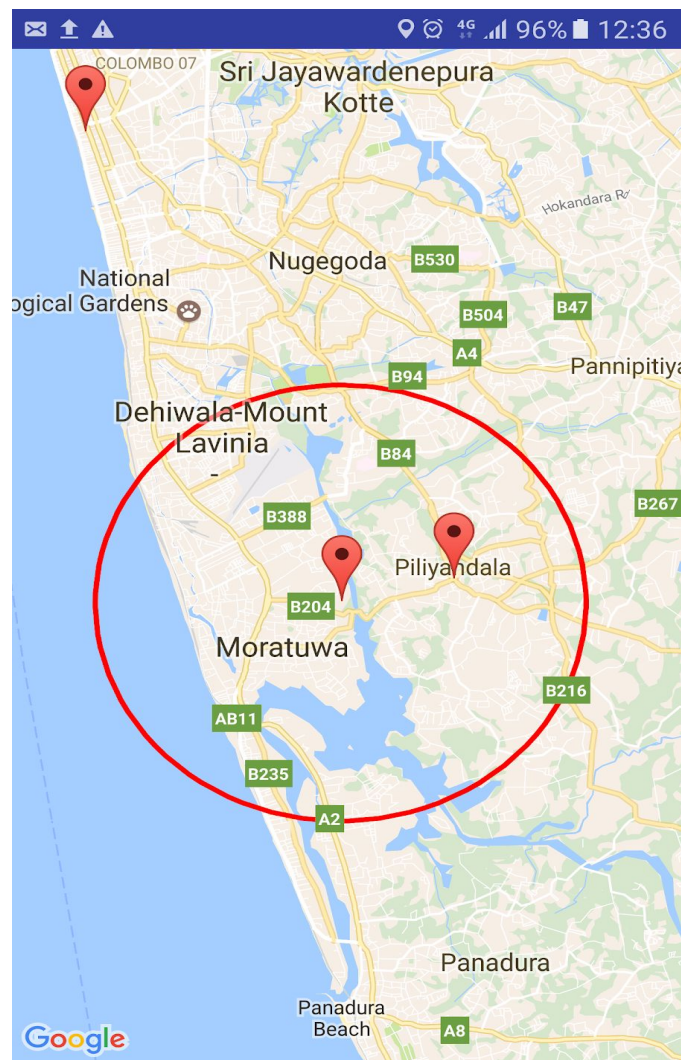 4G 96% 12:36
COLOMBO 07
Sri Jayawardenepura
Kotte
Hokandara Rd
Nugegoda
B530
National
ogical Gardens
B504
B47
A4
Pannipitiya
B94
Dehiwala-Mount
Lavinia
B84
B267
B388
Piliyandala
B204
Moratuwa
B216
AB11
B235
A2
Panadura
Panadura
Beach
A8
Google